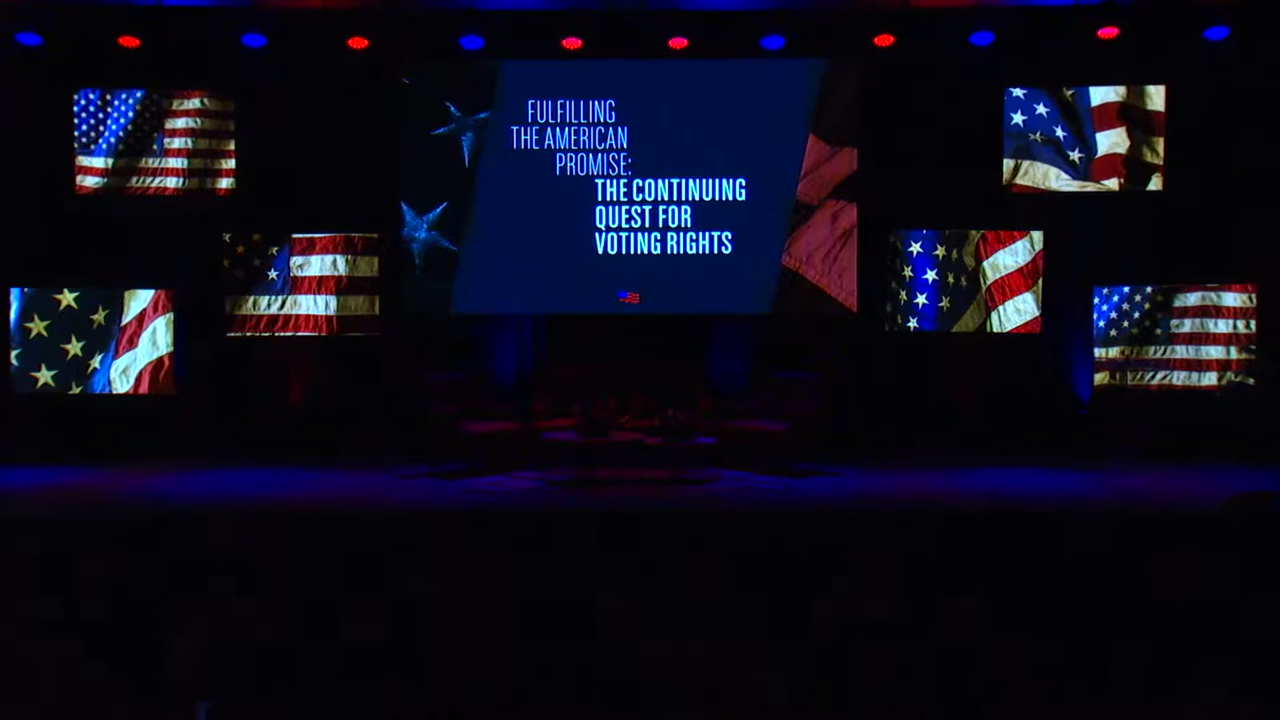 FULFILLING
THE AMERICAN
PROMISE:
THE CONTINUING
QUEST FOR
VOTING RIGHTS